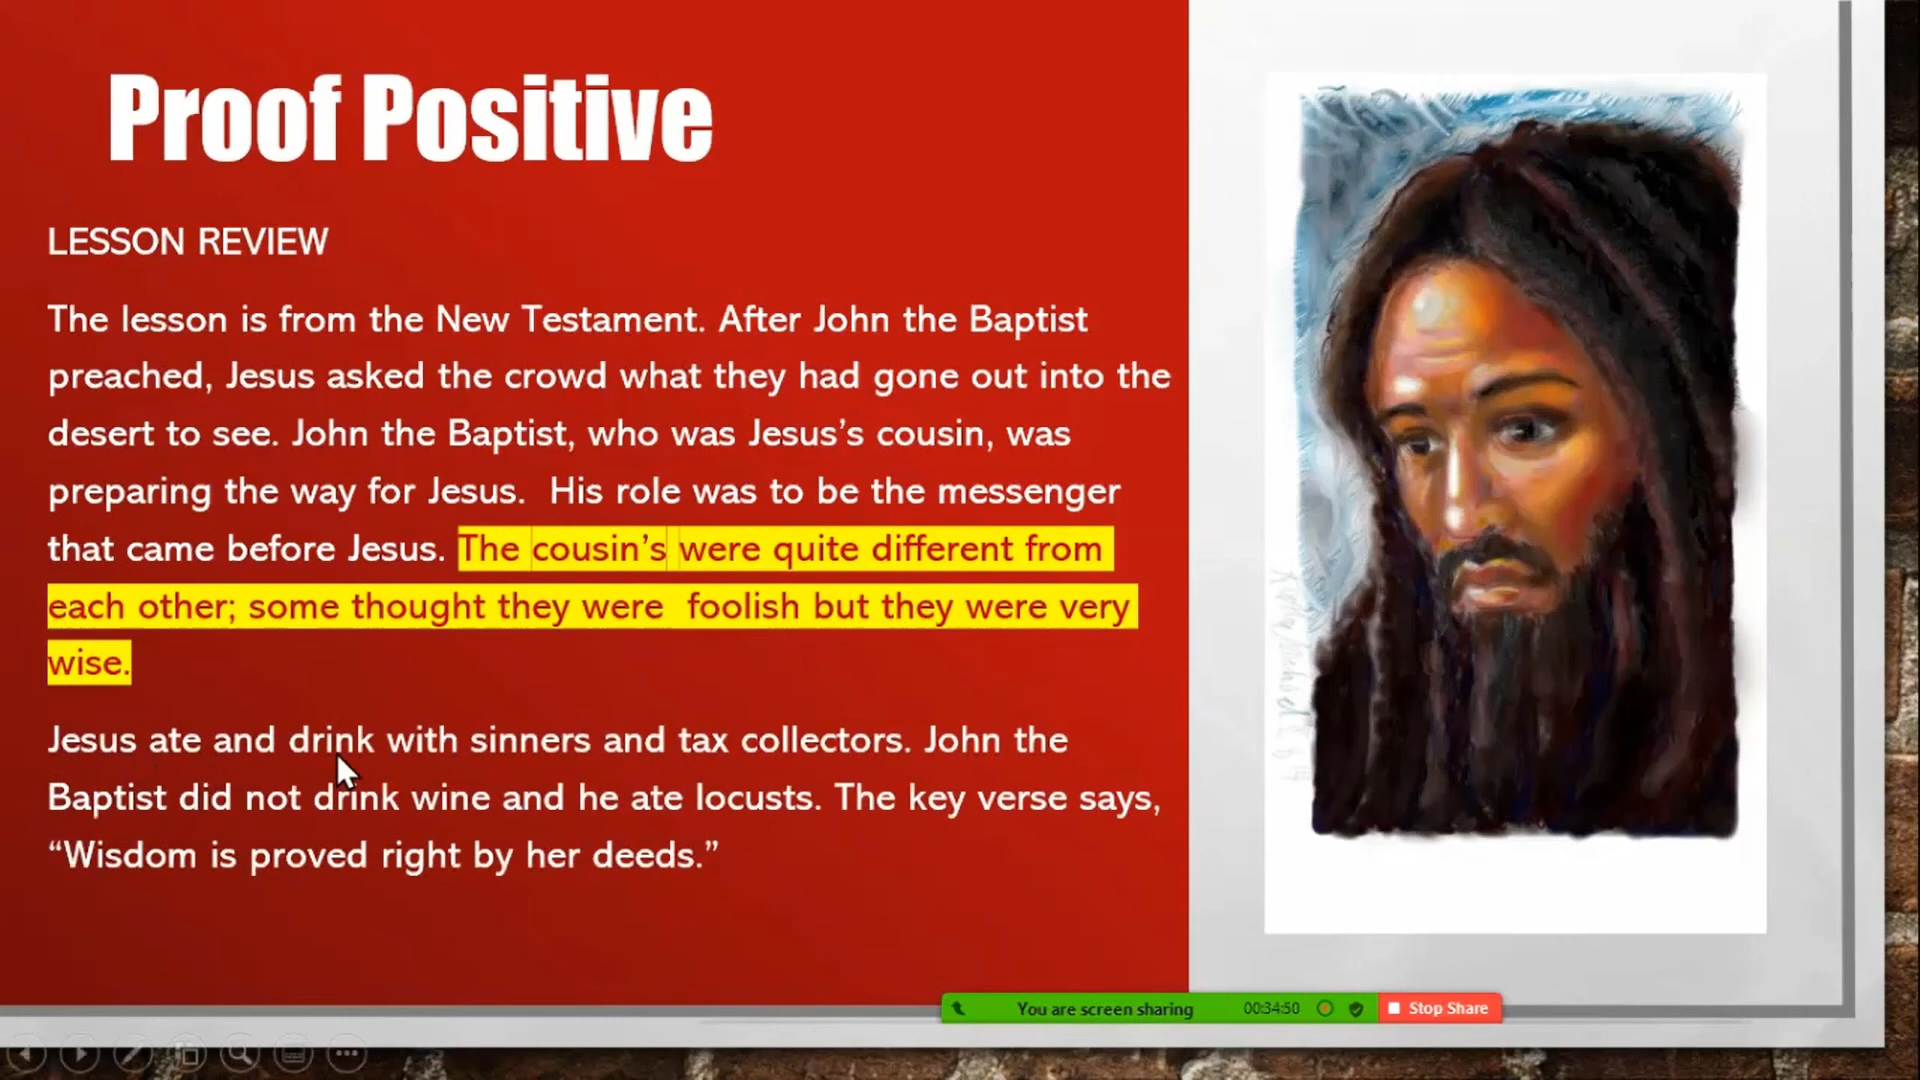 Proof Positive
LESSON REVIEW
The lesson is from the New Testament. After John the Baptist
preached, Jesus asked the crowd what they had gone out into the
desert to see. John the Baptist, who was Jesus’s cousin, was
preparing the way for Jesus.  His role was to be the messenger
that came before Jesus. The cousin’s were quite different from
each other; some thought they were  foolish but they were very
wise.
Jesus ate and drink with sinners and tax collectors. John the
Baptist did not drink wine and he ate locusts. The key verse says,
“Wisdom is proved right by her deeds.”
You are screen sharing 00:34:50 Stop Share